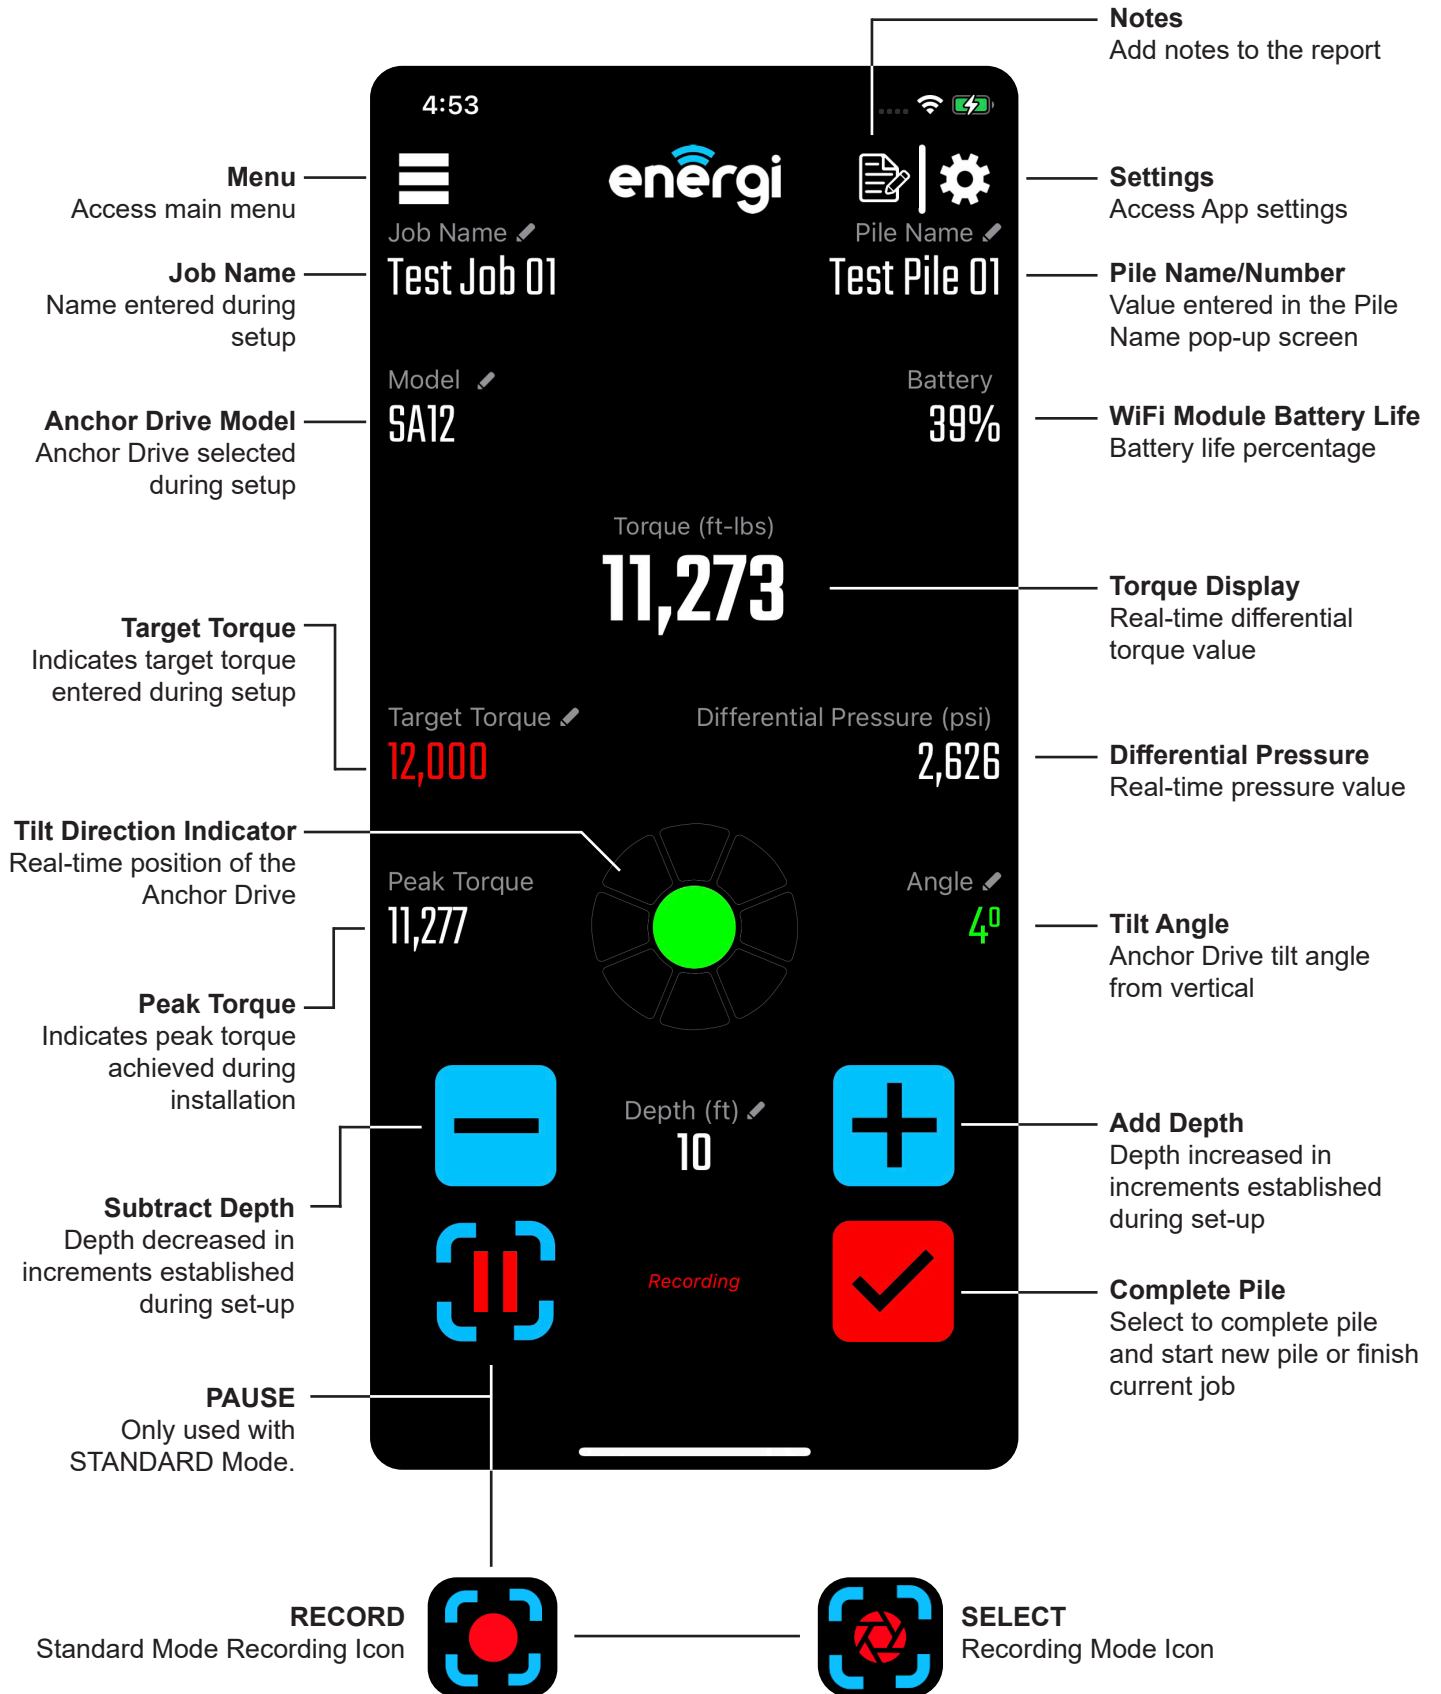 Notes
Add notes to the report
4:53
energi
Menu
Access main menu
Settings
Access App settings
Job Name
Test Job 01
Pile Name
Test Pile 01
Job Name
Name entered during
setup
Pile Name/Number
Value entered in the Pile
Name pop-up screen
Model
SA12
Battery
39%
Anchor Drive Model
Anchor Drive selected
during setup
WiFi Module Battery Life
Battery life percentage
Torque (ft-lbs)
11,273
Torque Display
Real-time differential
torque value
Target Torque
Indicates target torque
entered during setup
Target Torque
12,000
Differential Pressure (psi)
2,626
Differential Pressure
Real-time pressure value
Tilt Direction Indicator
Real-time position of the
Anchor Drive
Peak Torque
11,277
Angle
4º
Tilt Angle
Anchor Drive tilt angle
from vertical
Peak Torque
Indicates peak torque
achieved during
installation
Depth (ft)
10
Add Depth
Depth increased in
increments established
during set-up
Subtract Depth
Depth decreased in
increments established
during set-up
Recording
Complete Pile
Select to complete pile
and start new pile or finish
current job
PAUSE
Only used with
STANDARD Mode.
RECORD
Standard Mode Recording Icon
SELECT
Recording Mode Icon